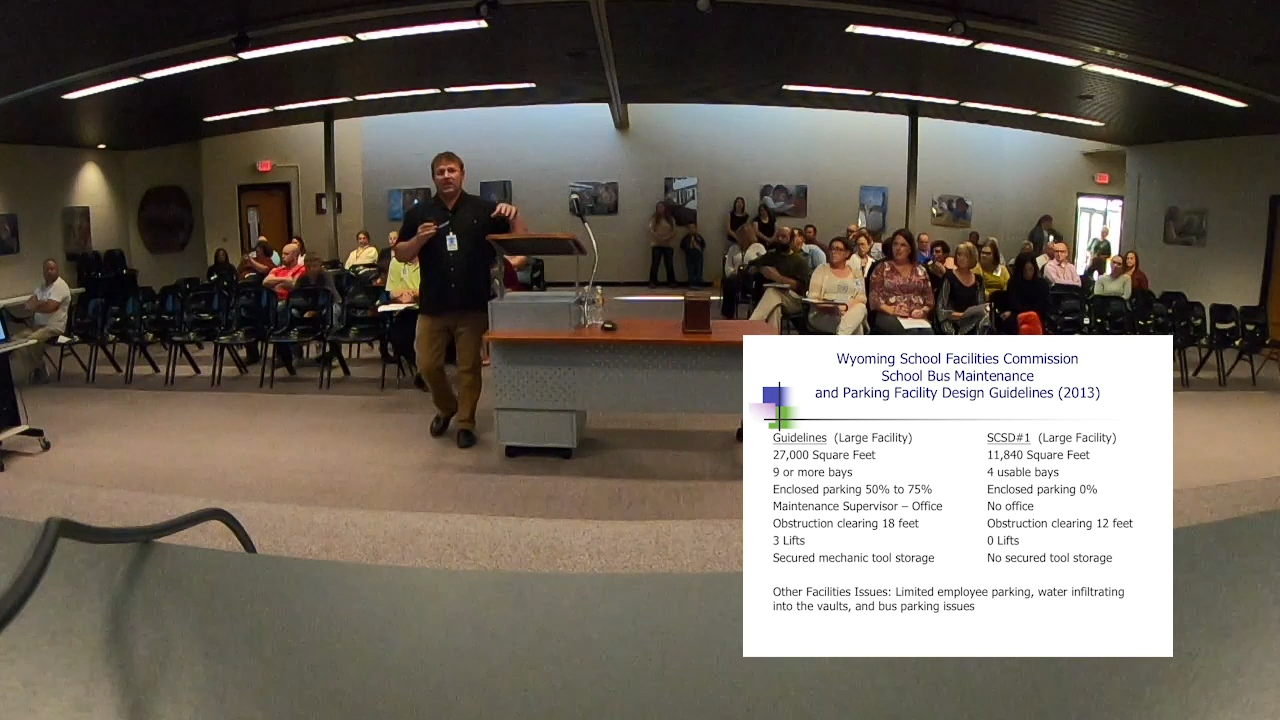 Wyoming School Facilities Commission
School Bus Maintenance
and Parking Facility Design Guidelines (2013)
Guidelines (Large Facility)
27,000 Square Feet
9 or more bays
Enclosed parking 50% to 75%
Maintenance Supervisor – Office
Obstruction clearing 18 feet
3 Lifts
Secured mechanic tool storage
SCSD#1 (Large Facility)
11,840 Square Feet
4 usable bays
Enclosed parking 0%
No office
Obstruction clearing 12 feet
0 Lifts
No secured tool storage
Other Facilities Issues: Limited employee parking, water infiltrating
into the vaults, and bus parking issues